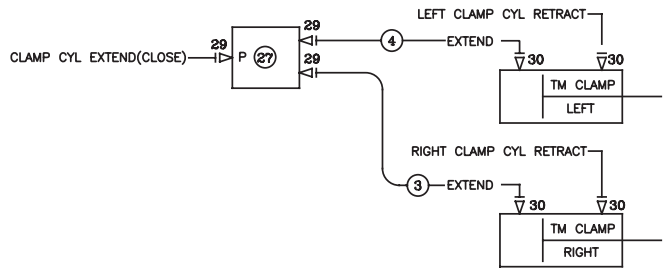 LEFT CLAMP CYL RETRACT
29
CLAMP CYL EXTEND(CLOSE)
29
P 27
4
EXTEND
29
30
30
TM CLAMP
LEFT
RIGHT CLAMP CYL RETRACT
3
EXTEND
30
30
TM CLAMP
RIGHT